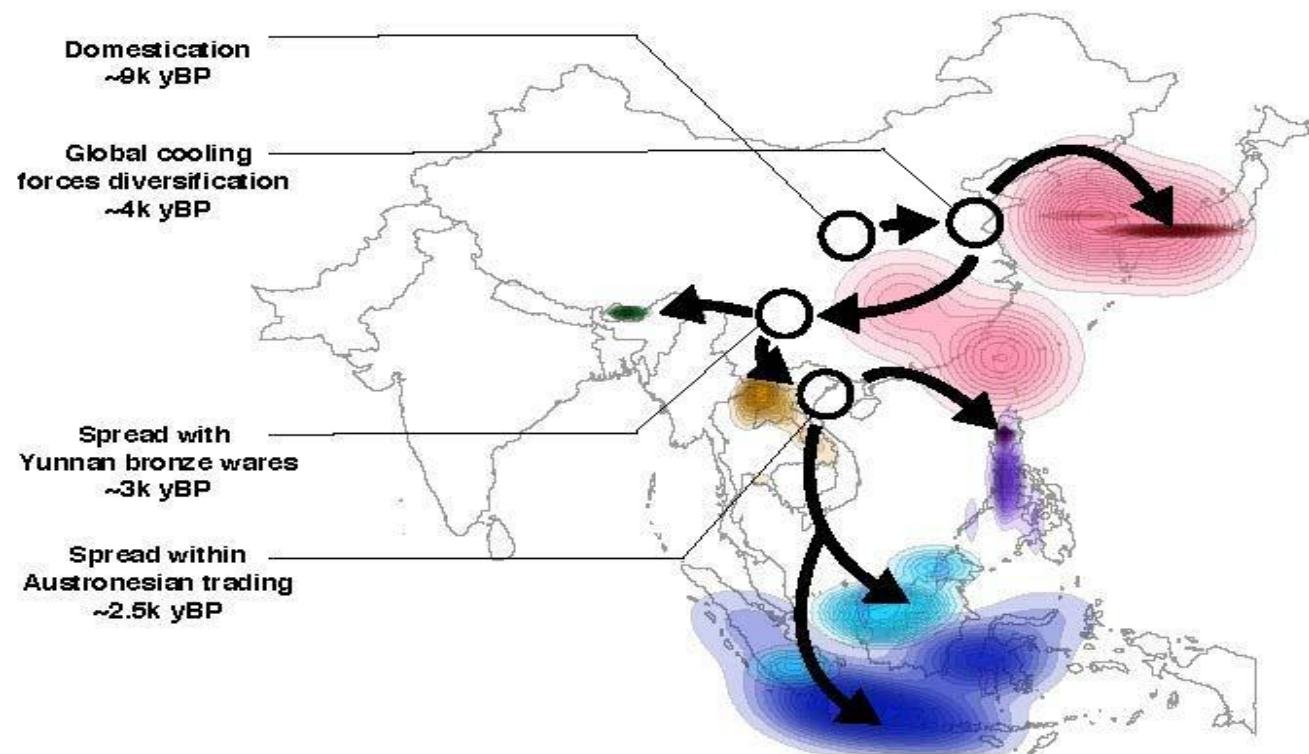 Domestication
~9k yBP
Global cooling
forces diversification
~4k yBP
Spread with
Yunnan bronze wares
~3k yBP
Spread within
Austronesian trading
~2.5k yBP